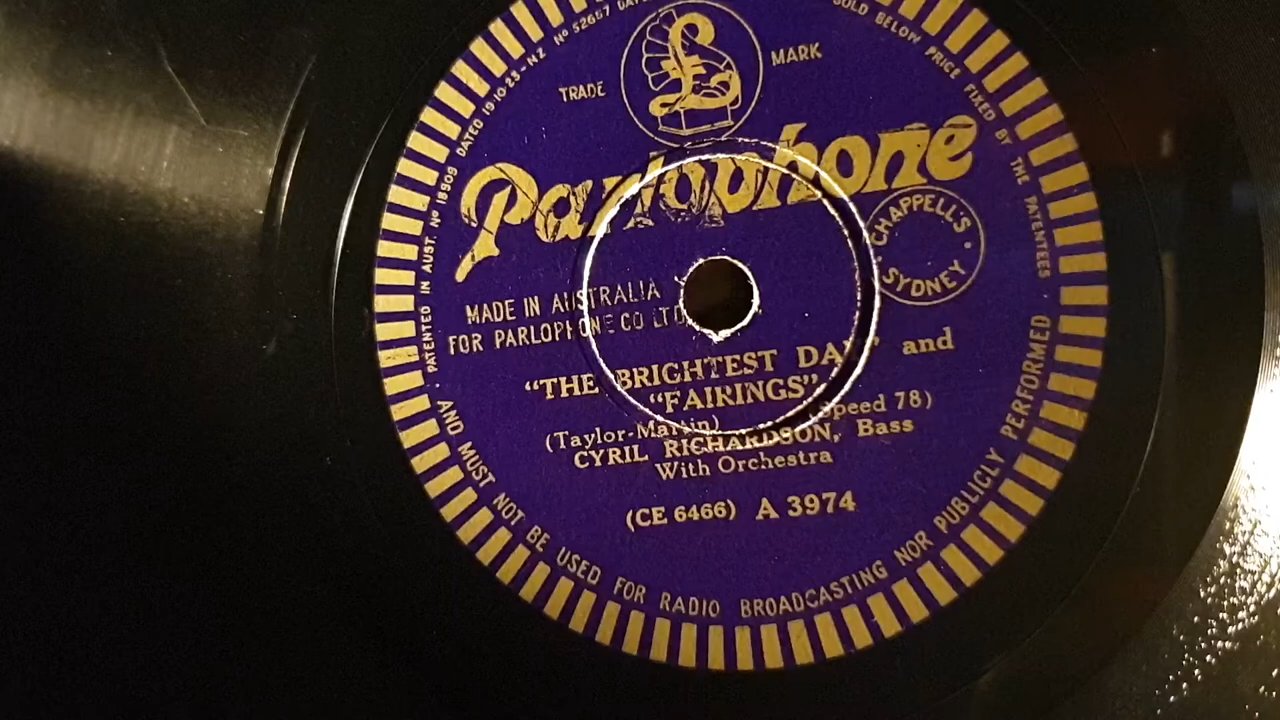 TRADE MARK
Parlophone
CHAPPELL'S
SYDNEY
MADE IN AUSTRALIA
FOR PARLOPHONE CO LTD
"THE BRIGHTEST DAY" and
"FAIRINGS"
(Speed 78)
(Taylor-Martin)
CYRIL RICHARDSON, Bass
With Orchestra
(CE 6466) A 3974
PATENTED IN AUST. Nº 18909 DATED 19-10-25-N.Z. Nº 52657
SOLD BELOW PRICE FIXED BY THE PATENTEES
AND MUST NOT BE USED FOR RADIO BROADCASTING NOR PUBLICLY PERFORMED